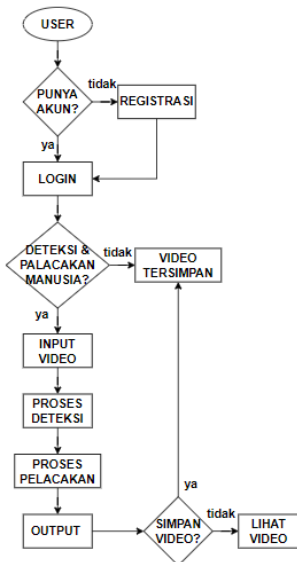 USER
PUNYA
AKUN?
tidak
REGISTRASI
ya
LOGIN
DETEKSI &
PALACAKAN
MANUSIA?
tidak
VIDEO
TERSIMPAN
ya
INPUT
VIDEO
PROSES
DETEKSI
PROSES
PELACAKAN
OUTPUT
SIMPAN
VIDEO?
ya
tidak
LIHAT
VIDEO